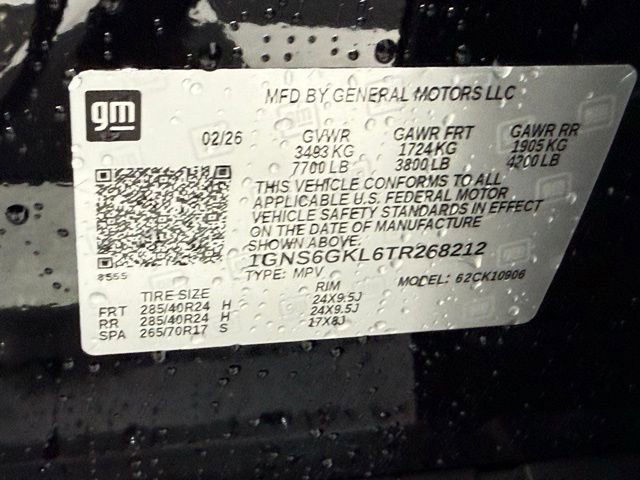 gm
MFD BY GENERAL MOTORS LLC
02/26 GVWR GAWR FRT GAWR RR
3493 KG 1724 KG 1905 KG
7700 LB 3800 LB 4200 LB
THIS VEHICLE CONFORMS TO ALL
APPLICABLE U.S. FEDERAL MOTOR
VEHICLE SAFETY STANDARDS IN EFFECT
ON THE DATE OF MANUFACTURE
SHOWN ABOVE.
1GNS6GKL6TR268212
8555 TYPE: MPV MODEL: 62CK10906
TIRE SIZE RIM
FRT 285/40R24 H 24X9.5J
RR 285/40R24 H 24X9.5J
SPA 265/70R17 S 17X8J